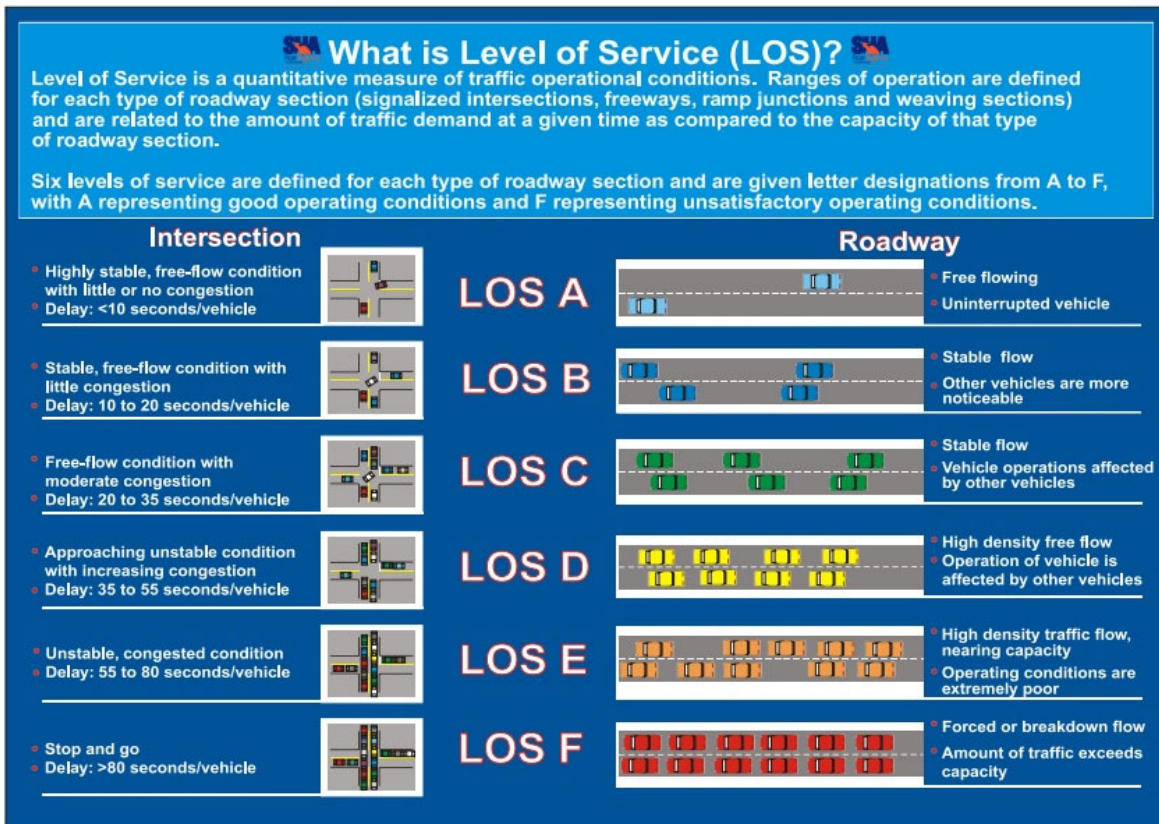 SHA What is Level of Service (LOS)? SHA
Level of Service is a quantitative measure of traffic operational conditions. Ranges of operation are defined
for each type of roadway section (signalized intersections, freeways, ramp junctions and weaving sections)
and are related to the amount of traffic demand at a given time as compared to the capacity of that type
of roadway section.
Six levels of service are defined for each type of roadway section and are given letter designations from A to F,
with A representing good operating conditions and F representing unsatisfactory operating conditions.
Intersection
Roadway
Highly stable, free-flow condition
with little or no congestion
Delay: <10 seconds/vehicle
LOS A
Free flowing
Uninterrupted vehicle
Stable, free-flow condition with
little congestion
Delay: 10 to 20 seconds/vehicle
LOS B
Stable flow
Other vehicles are more
noticeable
Free-flow condition with
moderate congestion
Delay: 20 to 35 seconds/vehicle
LOS C
Stable flow
Vehicle operations affected
by other vehicles
Approaching unstable condition
with increasing congestion
Delay: 35 to 55 seconds/vehicle
LOS D
High density free flow
Operation of vehicle is
affected by other vehicles
Unstable, congested condition
Delay: 55 to 80 seconds/vehicle
LOS E
High density traffic flow,
nearing capacity
Operating conditions are
extremely poor
Stop and go
Delay: >80 seconds/vehicle
LOS F
Forced or breakdown flow
Amount of traffic exceeds
capacity